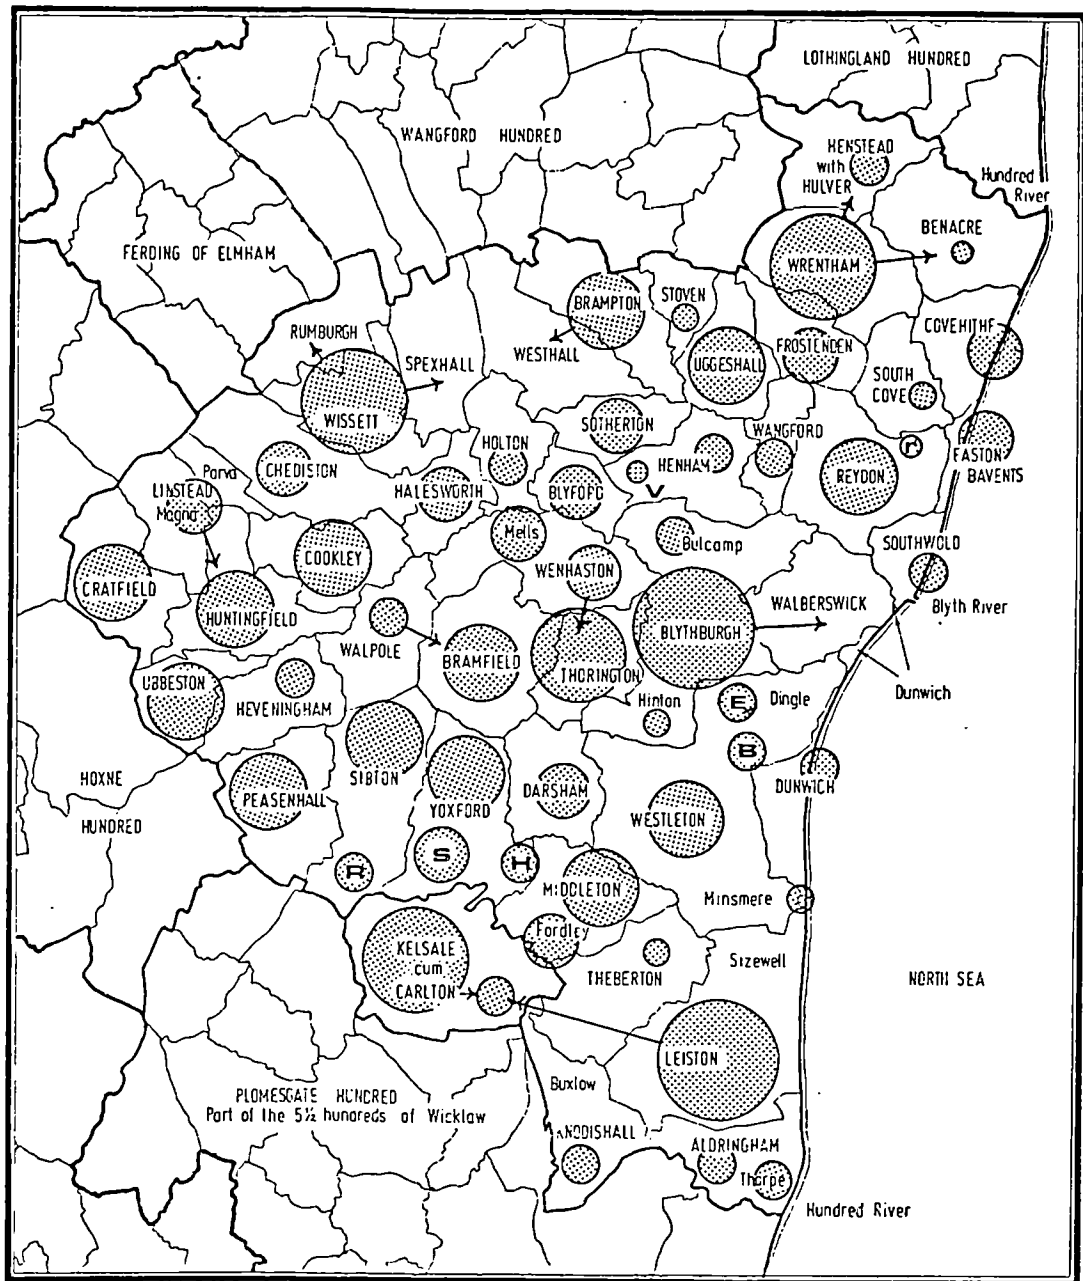 LOTHINGLAND HUNDRED
WANGFORD HUNDRED
HENSTEAD
with
HULVER
Hundred
River
BENACRE
FERDING OF ELMHAM
WRENTHAM
BRAMPTON
STOVEN
COVEHITHE
RUMBURGH
WESTHALL
SPEXHALL
UGGESHALL
FROSTENDEN
SOUTH
COVE
WISSETT
SOTHERTON
WANGFORD
HOLTON
HENHAM
EASTON
BAVENTS
Parva
CHEDISTON
LINSTEAD
Magna
HALESWORTH
BLYFORD
V
REYDON
Mells
Bulcamp
SOUTHWOLD
COOKLEY
WENHASTON
CRATFIELD
HUNTINGFIELD
WALBERSWICK
Blyth River
BLYTHBURGH
WALPOLE
BRAMFIELD
THORINGTON
UBBESTON
HEVENINGHAM
Hinton
E
Dingle
Dunwich
B
SIBTON
HOXNE
HUNDRED
PEASENHALL
YOXFORD
DARSHAM
DUNWICH
WESTLETON
R
S
H
MIDDLETON
Minsmere
Fordley
KELSALE
cum
CARLTON
THEBERTON
Sizewell
NORTH SEA
LEISTON
Buxlow
PLOMESGATE HUNDRED
Part of the 5½ hundreds of Wicklaw
KNODISHALL
ALDRINGHAM
Thorpe
Hundred River